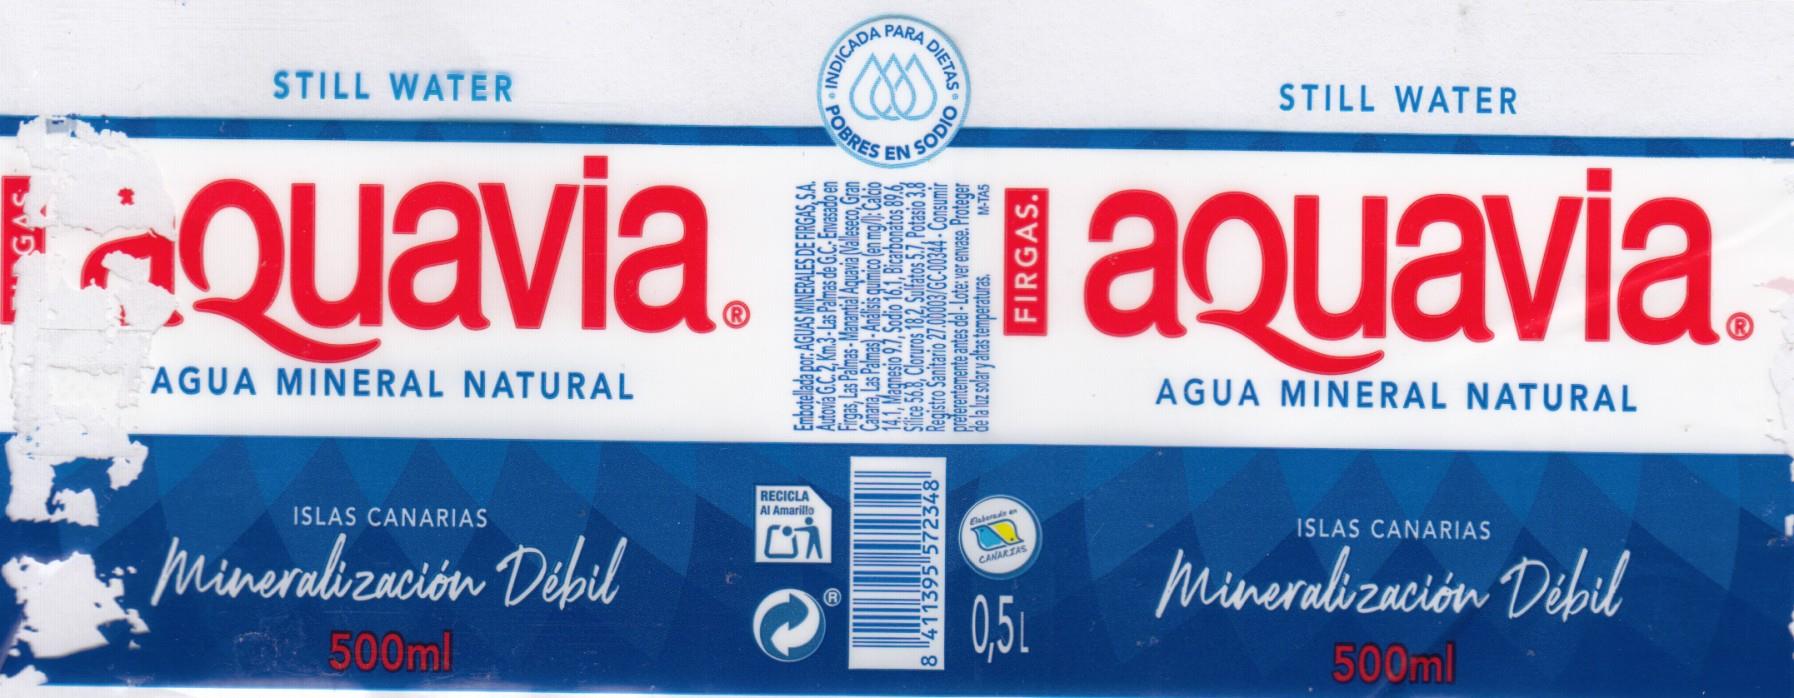 STILL WATER
aquavia®
AGUA MINERAL NATURAL
ISLAS CANARIAS
Mineralización Débil
500ml
INDICADA PARA DIETAS
POBRES EN SODIO
Embotellada por: AGUAS MINERALES DE FIRGAS, S.A.
Autovía G.C. 2, Km.3 - Las Palmas de G.C.- Envasado en
Firgas, Las Palmas - Manantial Aquavia (Valleseco, Gran
Canaria, Las Palmas) - Análisis químico (en mg/l): Calcio
14.1, Magnesio 9.7, Sodio 16.1, Bicarbonatos 89.6,
Sílice 56.8, Cloruros 18.2, Sulfatos 5.7, Potasio 3.8
Registro Sanitario 27.00003/GC-00344 - Consumir
preferentemente antes del - Lote: ver envase. Proteger
de la luz solar y altas temperaturas. M-TA5
RECICLA
Al Amarillo
®
8 411395 572348
Elaborado en
CANARIAS
0,5L
STILL WATER
FIRGAS.
aquavia®
AGUA MINERAL NATURAL
ISLAS CANARIAS
Mineralización Débil
500ml